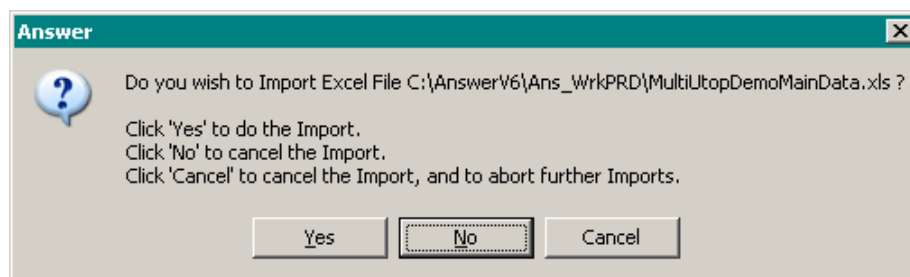 Answer
Do you wish to Import Excel File C:\AnswerV6\Ans_WrkPRD\MultiUtopDemoMainData.xls ?
Click 'Yes' to do the Import.
Click 'No' to cancel the Import.
Click 'Cancel' to cancel the Import, and to abort further Imports.
Yes
No
Cancel